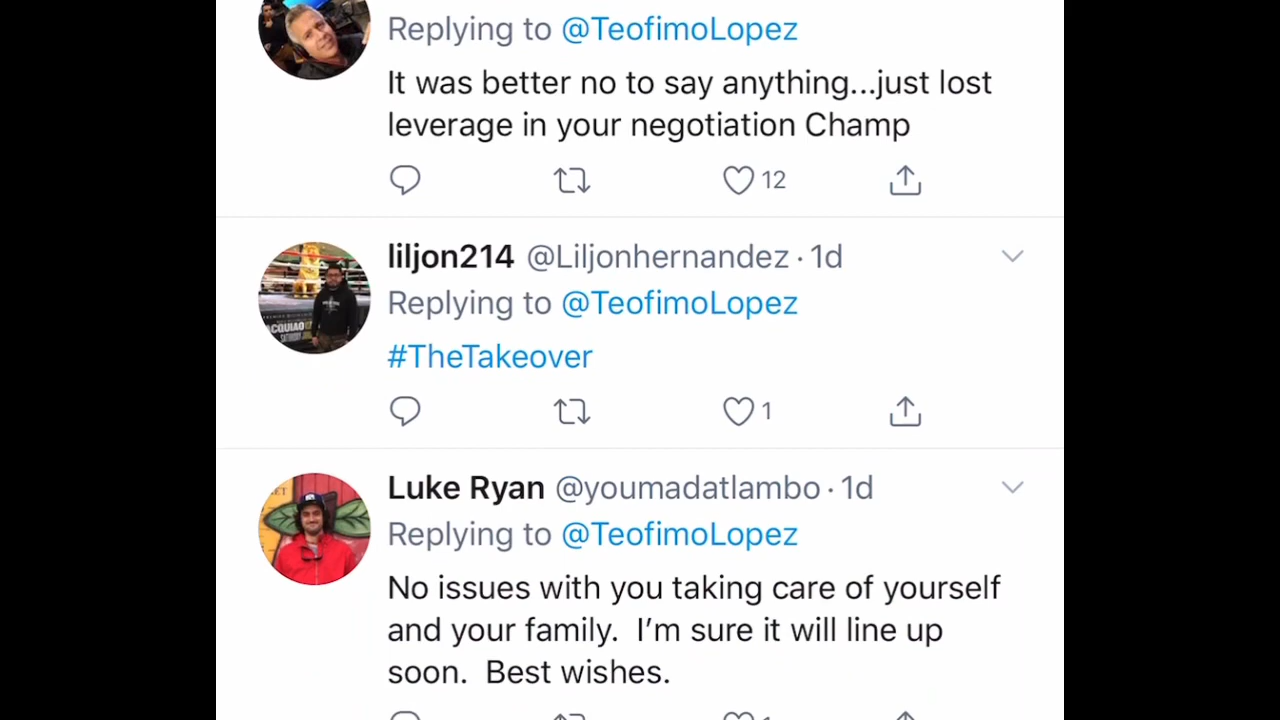 Replying to @TeofimoLopez
It was better no to say anything...just lost
leverage in your negotiation Champ
12
liljon214 @Liljonhernandez · 1d
Replying to @TeofimoLopez
#TheTakeover
1
Luke Ryan @youmadatlambo · 1d
Replying to @TeofimoLopez
No issues with you taking care of yourself
and your family.  I’m sure it will line up
soon.  Best wishes.